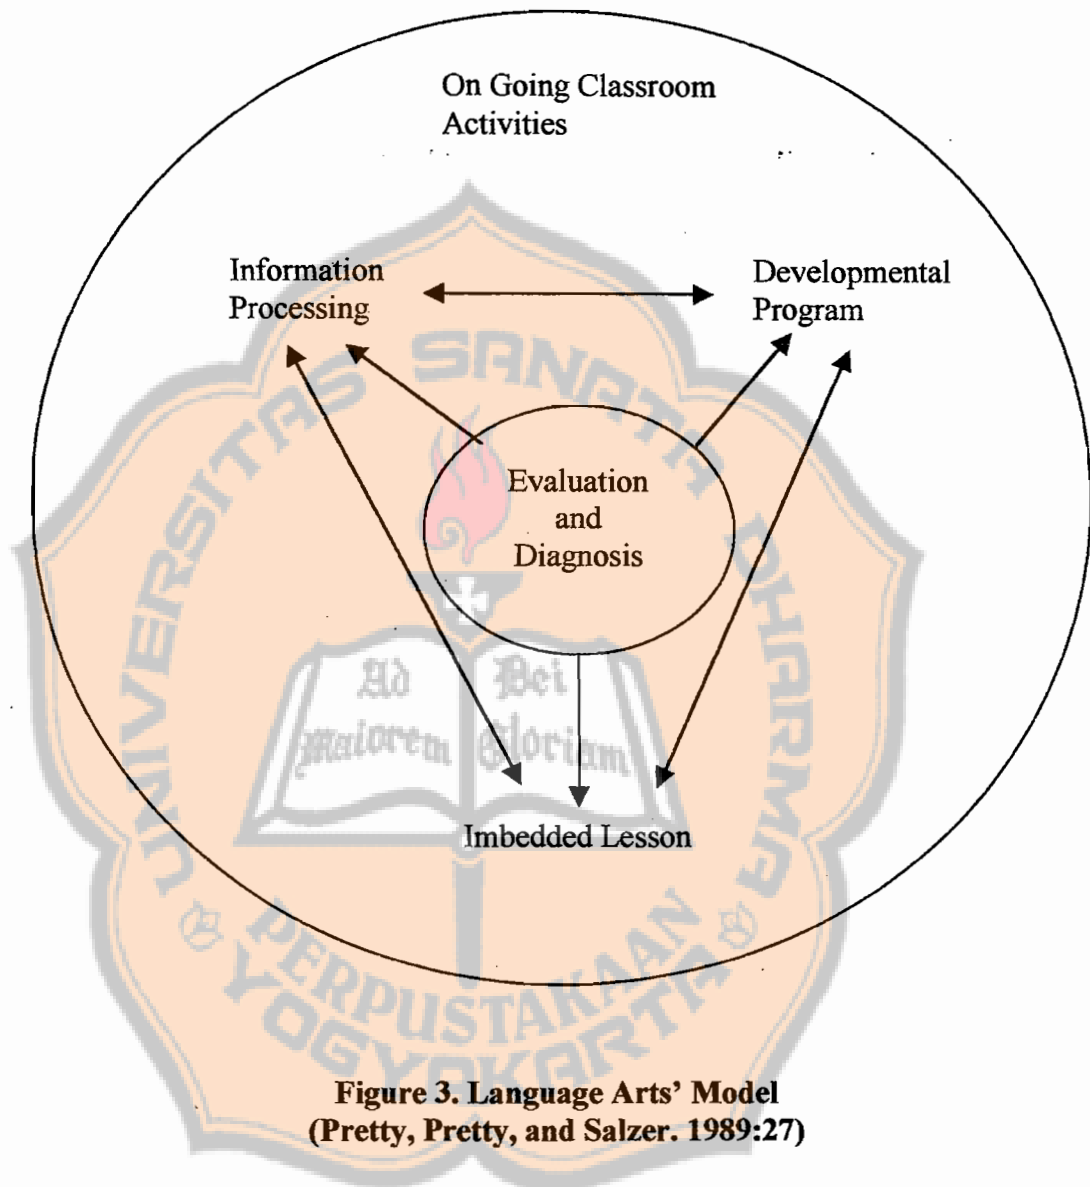 On Going Classroom
Activities
Information
Processing
Developmental
Program
Evaluation
and
Diagnosis
Imbedded Lesson
UNIVERSITAS SANATA DHARMA
Ad
maiorem
Dei
Gloriam
PERPUSTAKAAN
YOGYAKARTA
Figure 3. Language Arts’ Model
(Pretty, Pretty, and Salzer. 1989:27)